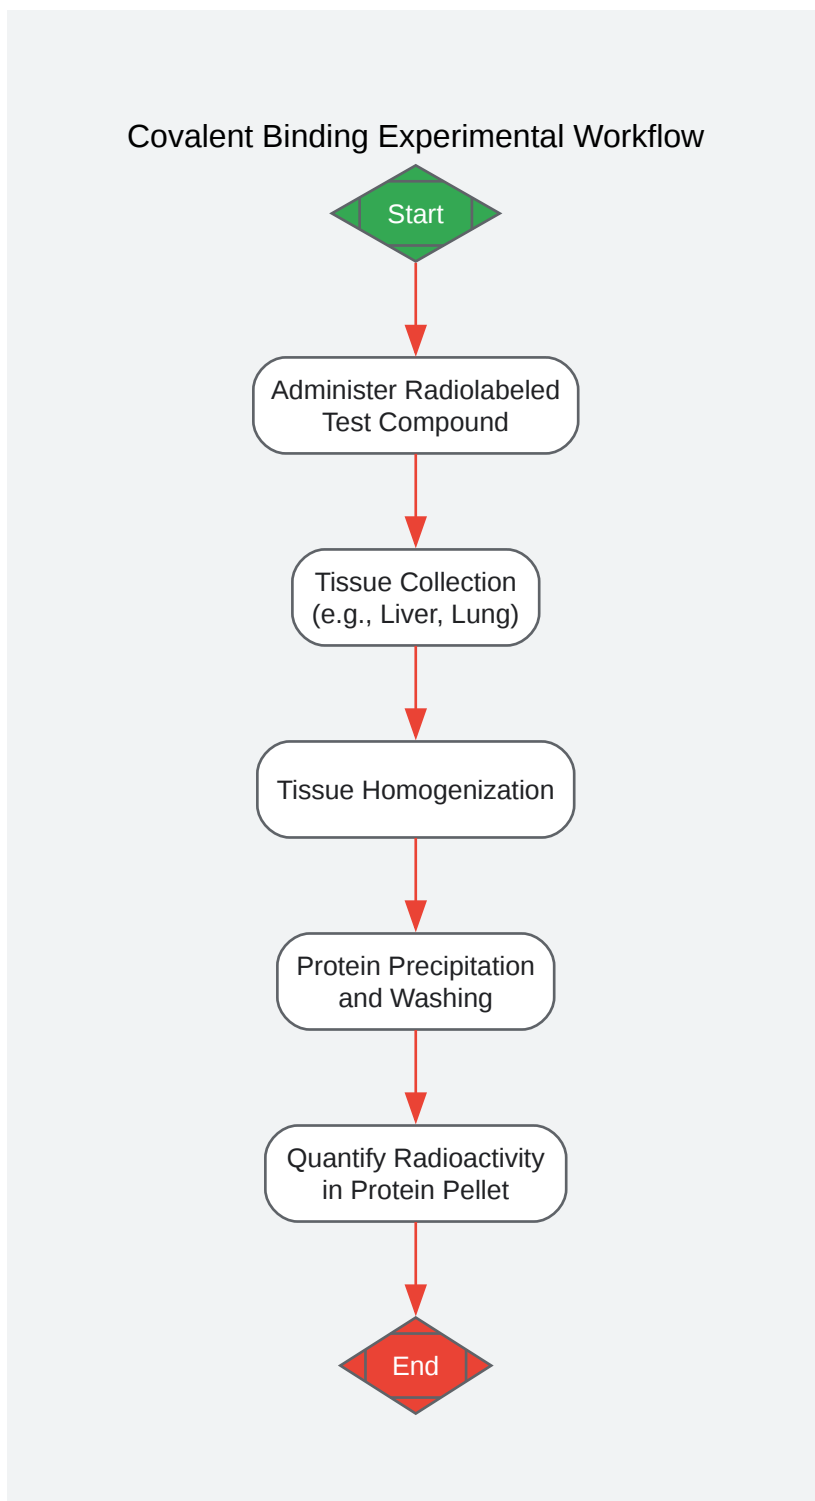 Covalent Binding Experimental Workflow
Start
Administer Radiolabeled
Test Compound
Tissue Collection
(e.g., Liver, Lung)
Tissue Homogenization
Protein Precipitation
and Washing
Quantify Radioactivity
in Protein Pellet
End